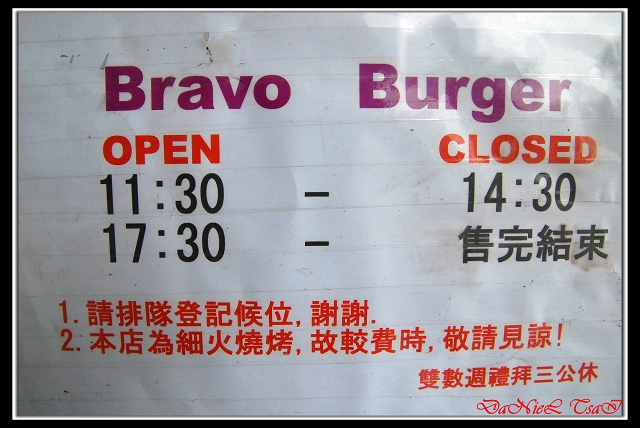 Bravo Burger
OPEN CLOSED
11:30 - 14:30
17:30 - 售完結束
1. 請排隊登記候位, 謝謝.
2. 本店為細火燒烤, 故較費時, 敬請見諒!
雙數週禮拜三公休
DaNieL TsaI